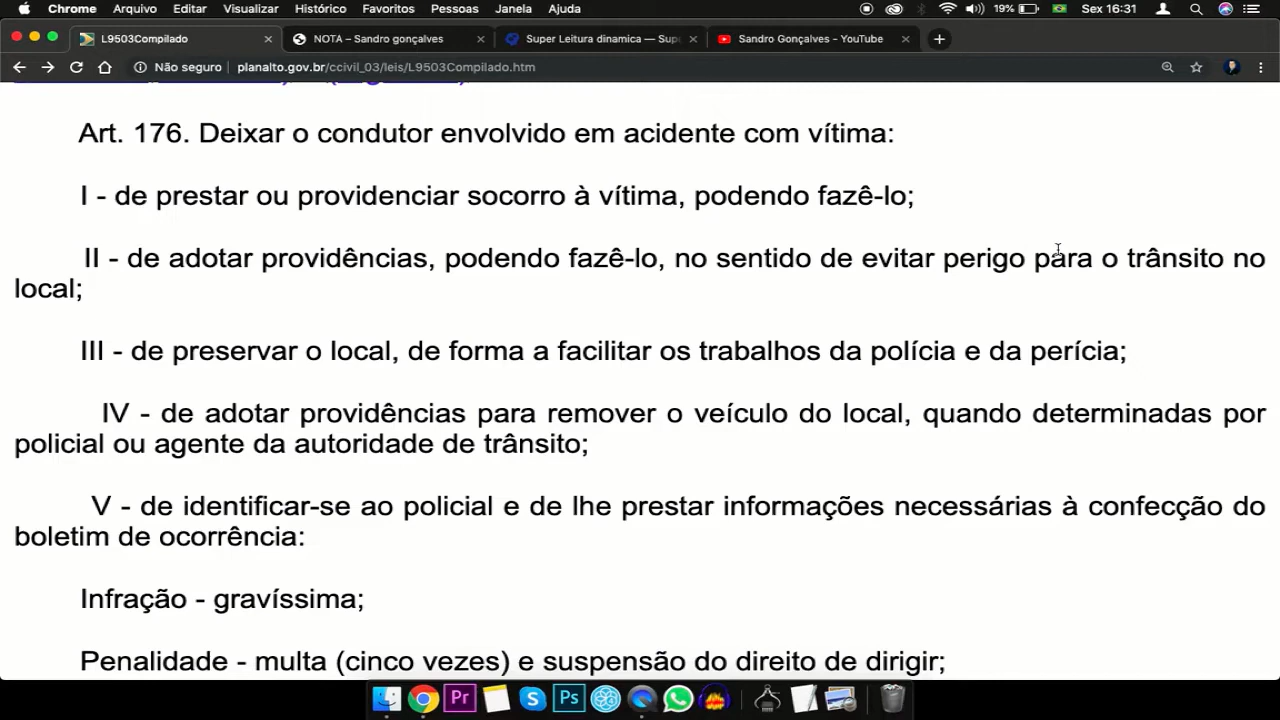 Chrome Arquivo Editar Visualizar Histórico Favoritos Pessoas Janela Ajuda 19% Sex 16:31
L9503Compilado NOTA – Sandro gonçalves Super Leitura dinamica — Sup Sandro Gonçalves - YouTube
Não seguro planalto.gov.br/ccivil_03/leis/L9503Compilado.htm
Art. 176. Deixar o condutor envolvido em acidente com vítima:
I - de prestar ou providenciar socorro à vítima, podendo fazê-lo;
II - de adotar providências, podendo fazê-lo, no sentido de evitar perigo para o trânsito no
local;
III - de preservar o local, de forma a facilitar os trabalhos da polícia e da perícia;
IV - de adotar providências para remover o veículo do local, quando determinadas por
policial ou agente da autoridade de trânsito;
V - de identificar-se ao policial e de lhe prestar informações necessárias à confecção do
boletim de ocorrência:
Infração - gravíssima;
Penalidade - multa (cinco vezes) e suspensão do direito de dirigir;
Pr Ps